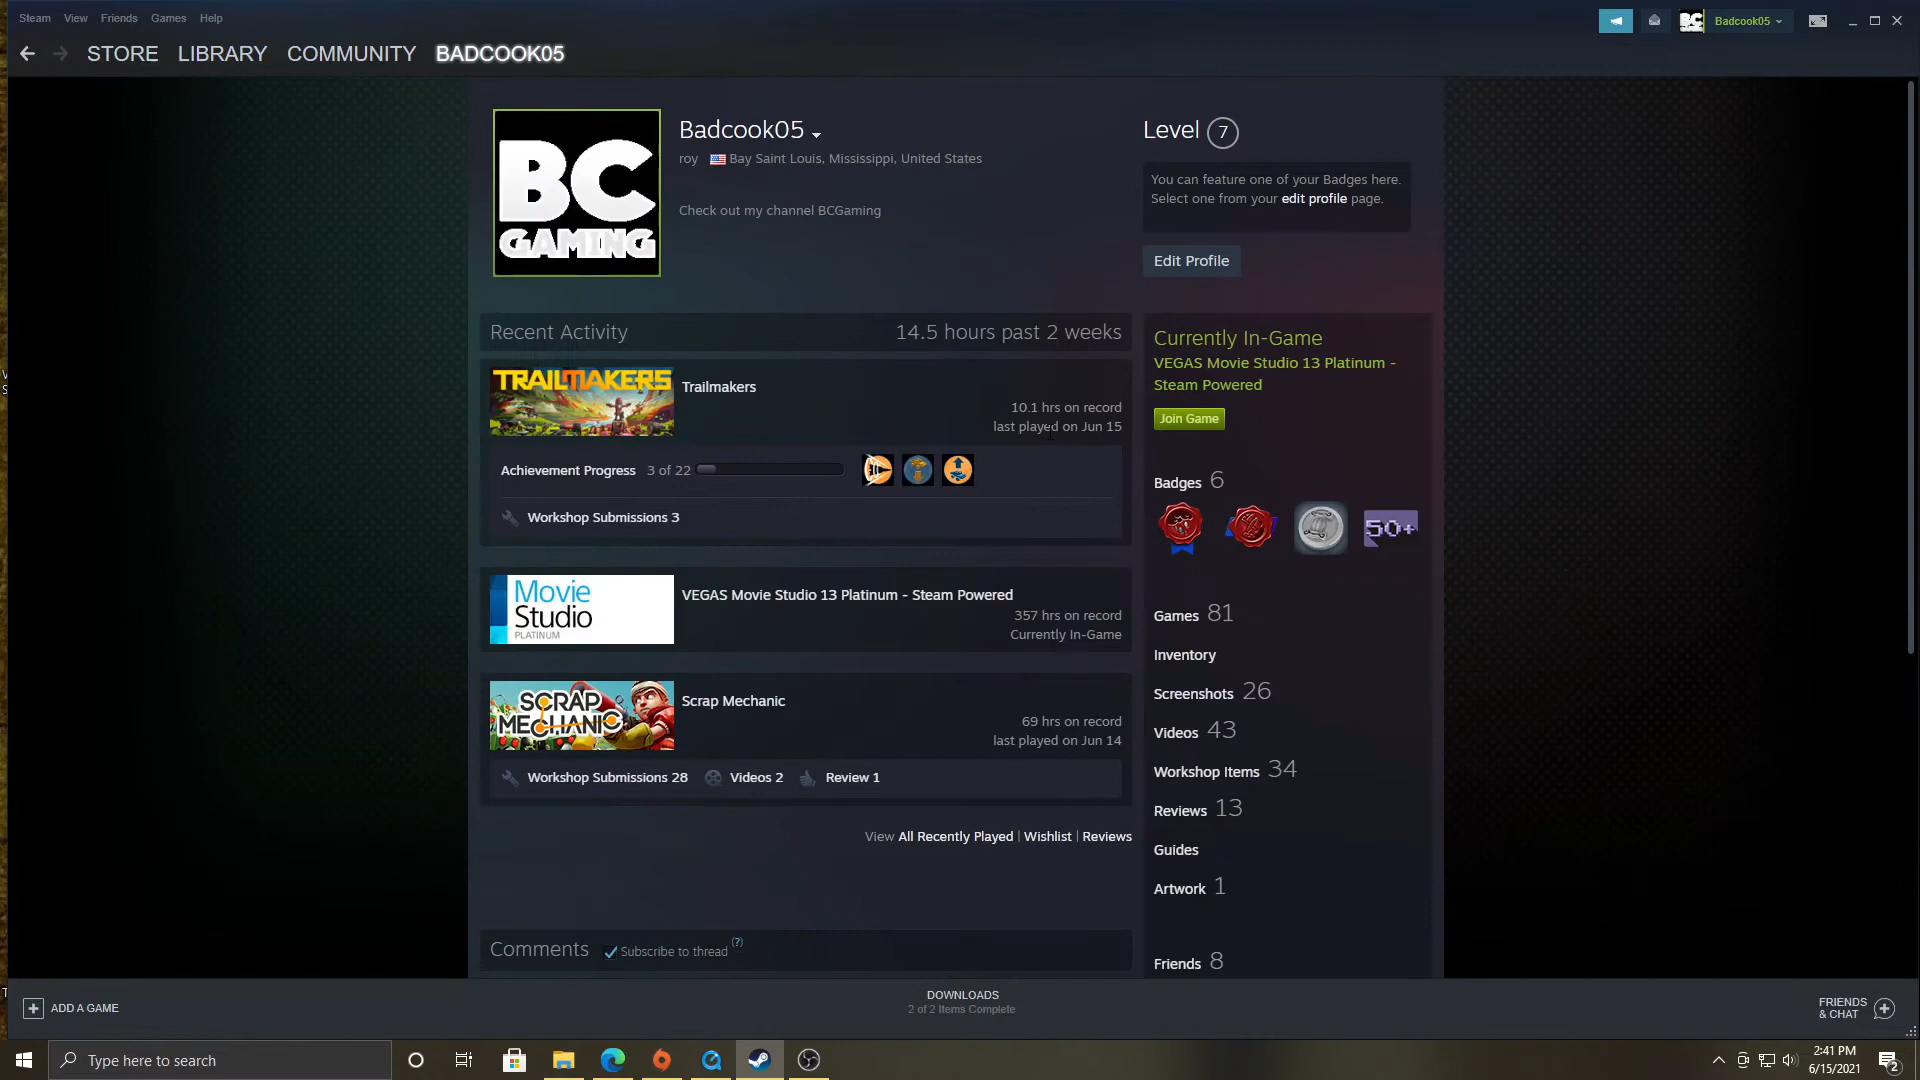 Steam View Friends Games Help
Badcook05
STORE LIBRARY COMMUNITY BADCOOK05
BC
GAMING
Badcook05
roy Bay Saint Louis, Mississippi, United States
Check out my channel BCGaming
Level 7
You can feature one of your Badges here.
Select one from your edit profile page.
Edit Profile
Recent Activity 14.5 hours past 2 weeks
TRAILMAKERS
Trailmakers
10.1 hrs on record
last played on Jun 15
Achievement Progress 3 of 22
Workshop Submissions 3
Movie
Studio
PLATINUM
VEGAS Movie Studio 13 Platinum - Steam Powered
357 hrs on record
Currently In-Game
SCRAP
MECHANIC
Scrap Mechanic
69 hrs on record
last played on Jun 14
Workshop Submissions 28 Videos 2 Review 1
View All Recently Played | Wishlist | Reviews
Comments Subscribe to thread (?)
Currently In-Game
VEGAS Movie Studio 13 Platinum -
Steam Powered
Join Game
Badges 6
50+
Games 81
Inventory
Screenshots 26
Videos 43
Workshop Items 34
Reviews 13
Guides
Artwork 1
Friends 8
ADD A GAME
DOWNLOADS
2 of 2 Items Complete
FRIENDS
& CHAT
Type here to search
2:41 PM
6/15/2021
2